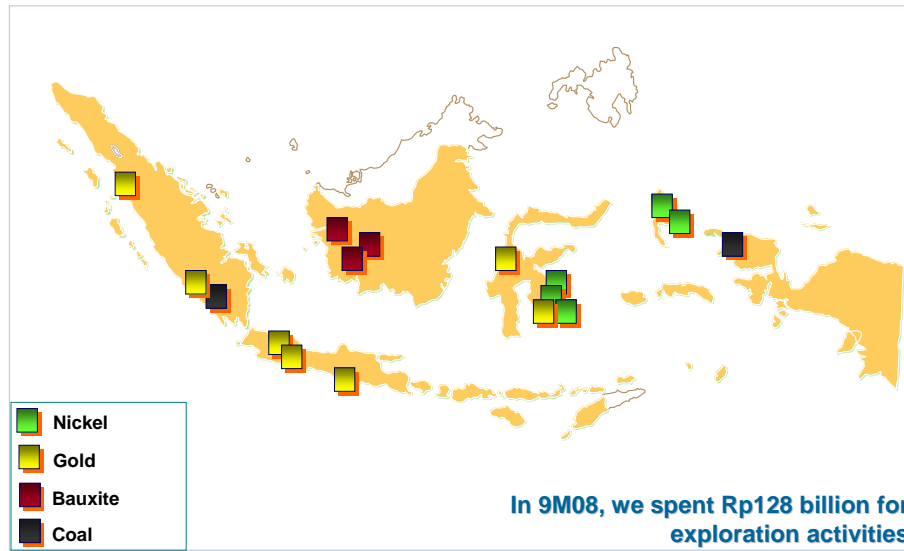 Nickel
Gold
Bauxite
Coal
In 9M08, we spent Rp128 billion for
exploration activities